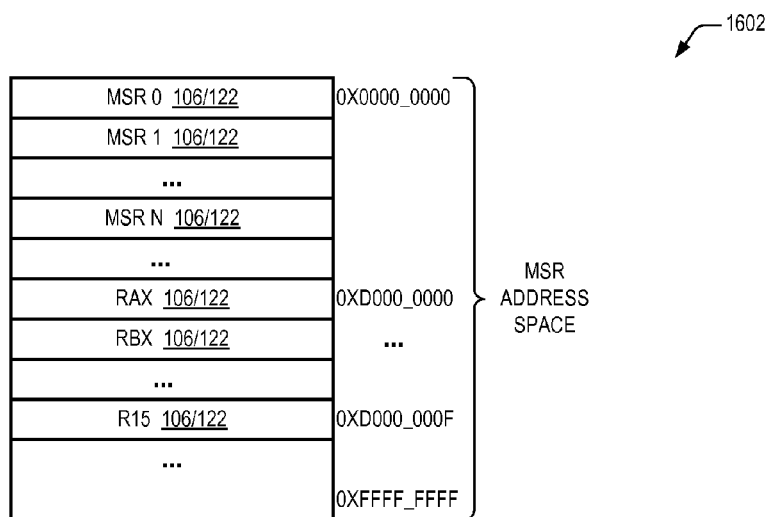 1602
MSR 0 106/122 0X0000_0000
MSR 1 106/122
...
MSR N 106/122
...
RAX 106/122 0XD000_0000
RBX 106/122 ...
...
R15 106/122 0XD000_000F
...
0XFFFF_FFFF
MSR
ADDRESS
SPACE